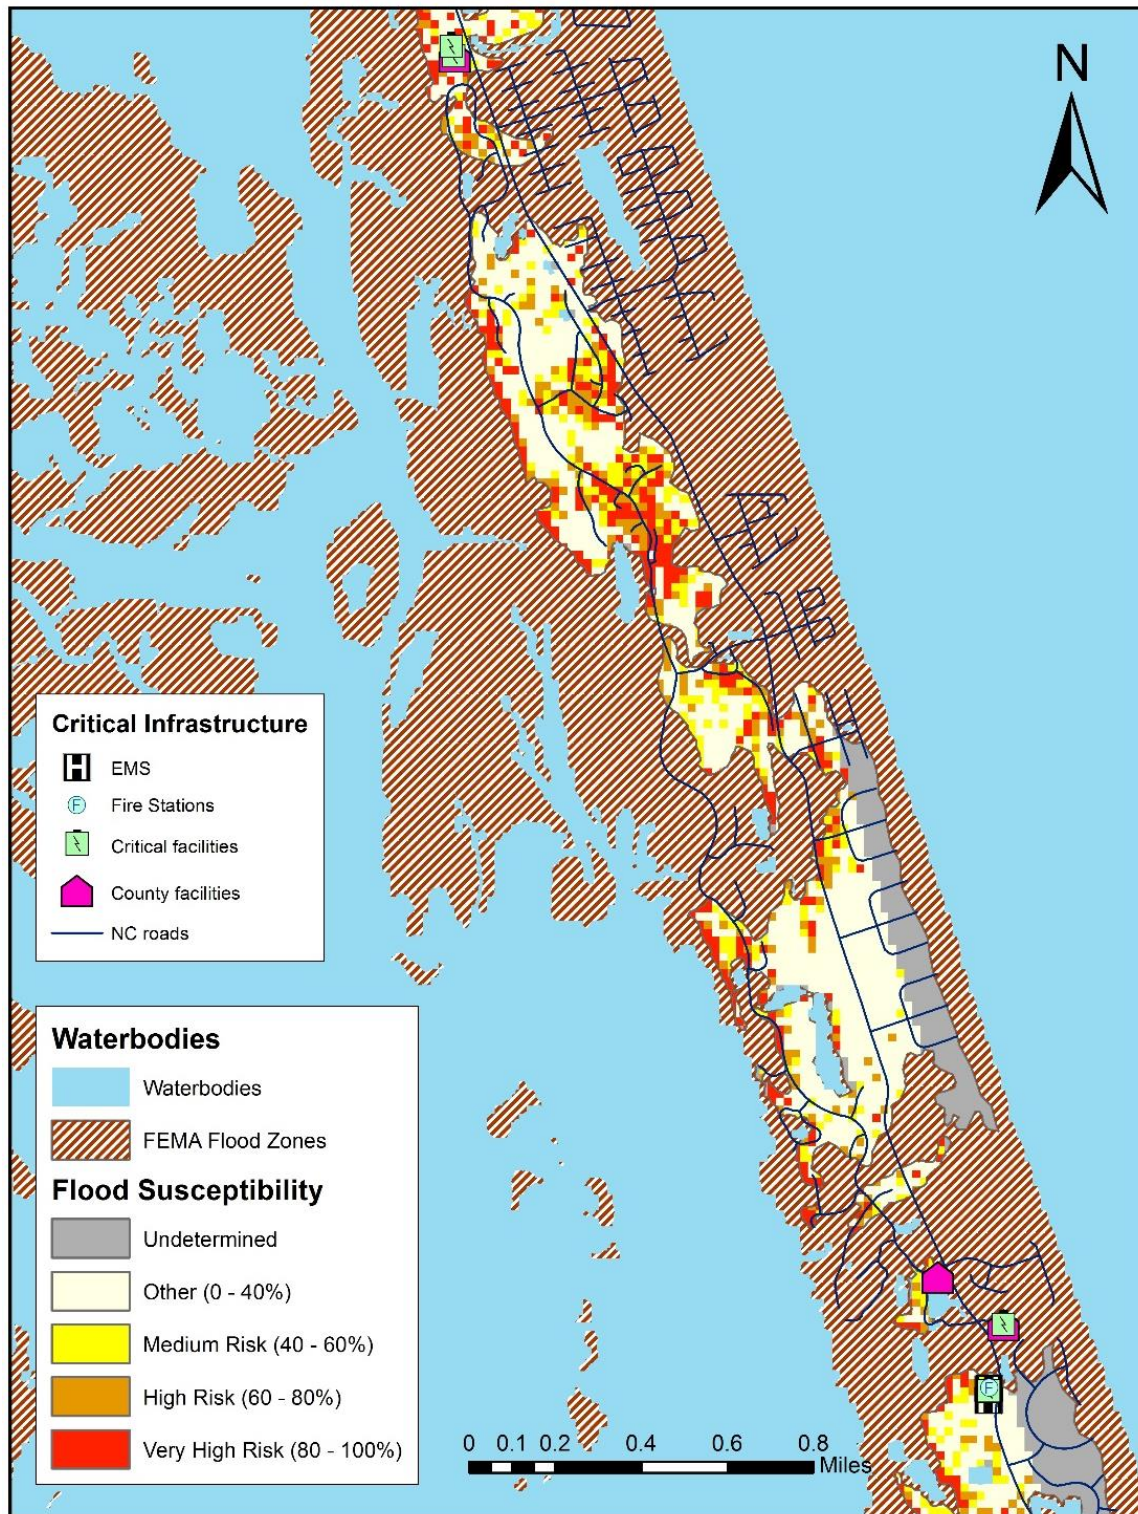 N
Critical Infrastructure
H EMS
F Fire Stations
Critical facilities
County facilities
NC roads
Waterbodies
Waterbodies
FEMA Flood Zones
Flood Susceptibility
Undetermined
Other (0 - 40%)
Medium Risk (40 - 60%)
High Risk (60 - 80%)
Very High Risk (80 - 100%)
F
0 0.1 0.2 0.4 0.6 0.8
Miles